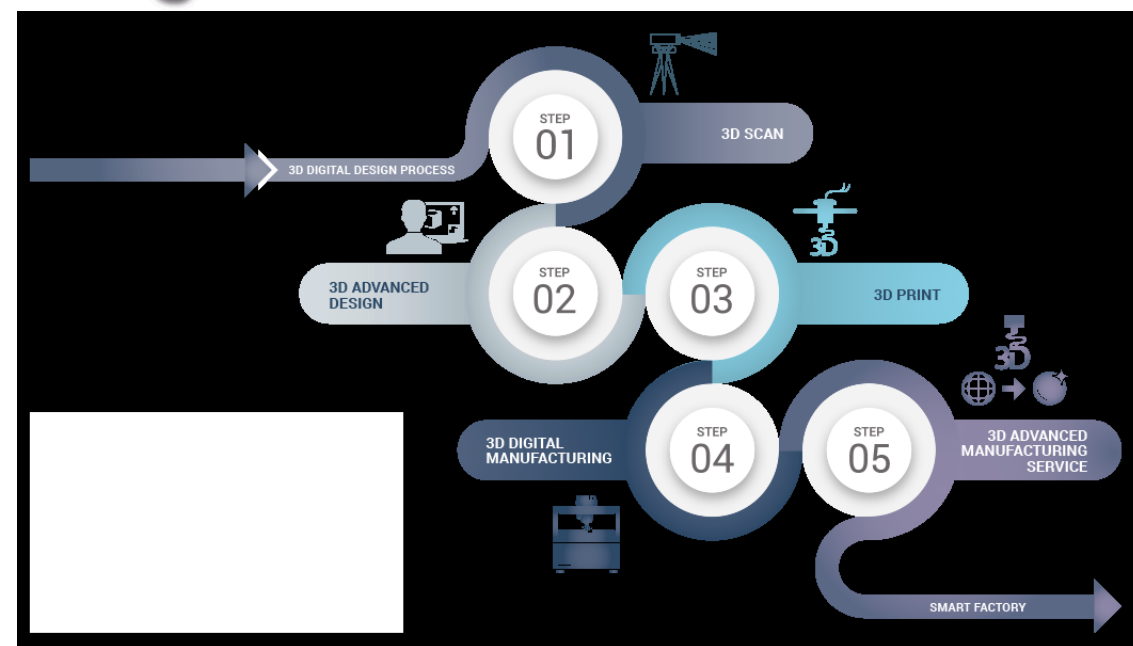 3D DIGITAL DESIGN PROCESS
STEP
01
3D SCAN
3D ADVANCED
DESIGN
STEP
02
STEP
03
3D PRINT
3D
3D
3D DIGITAL
MANUFACTURING
STEP
04
STEP
05
3D ADVANCED
MANUFACTURING
SERVICE
SMART FACTORY